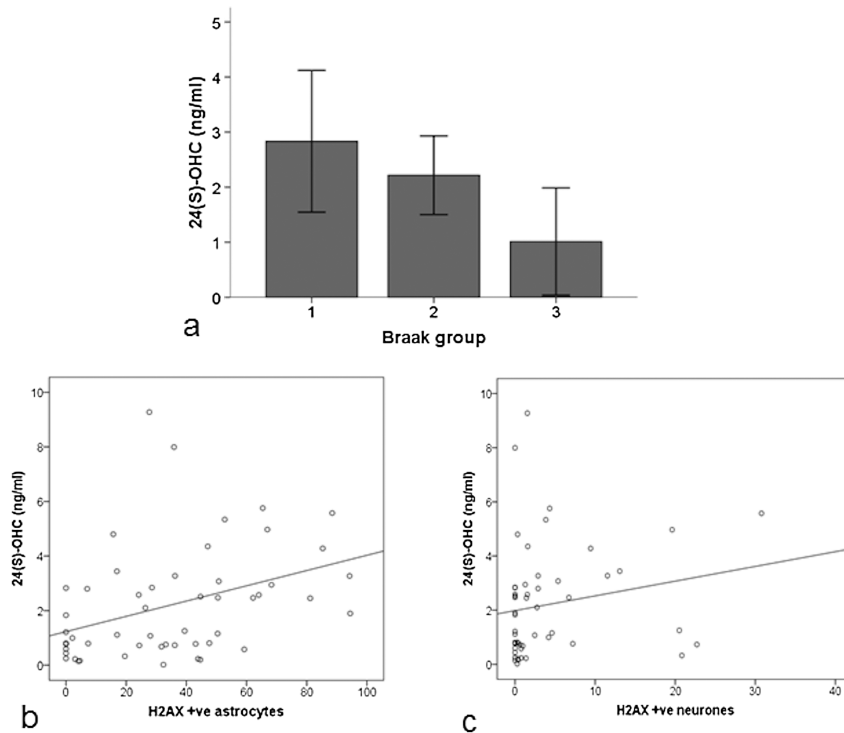 5
4
3
2
1
0
24(S)-OHC (ng/ml)
1 2 3
Braak group
a
10
8
6
4
2
0
24(S)-OHC (ng/ml)
0 20 40 60 80 100
H2AX +ve astrocytes
b
10
8
6
4
2
0
24(S)-OHC (ng/ml)
0 10 20 30 40
H2AX +ve neurones
c